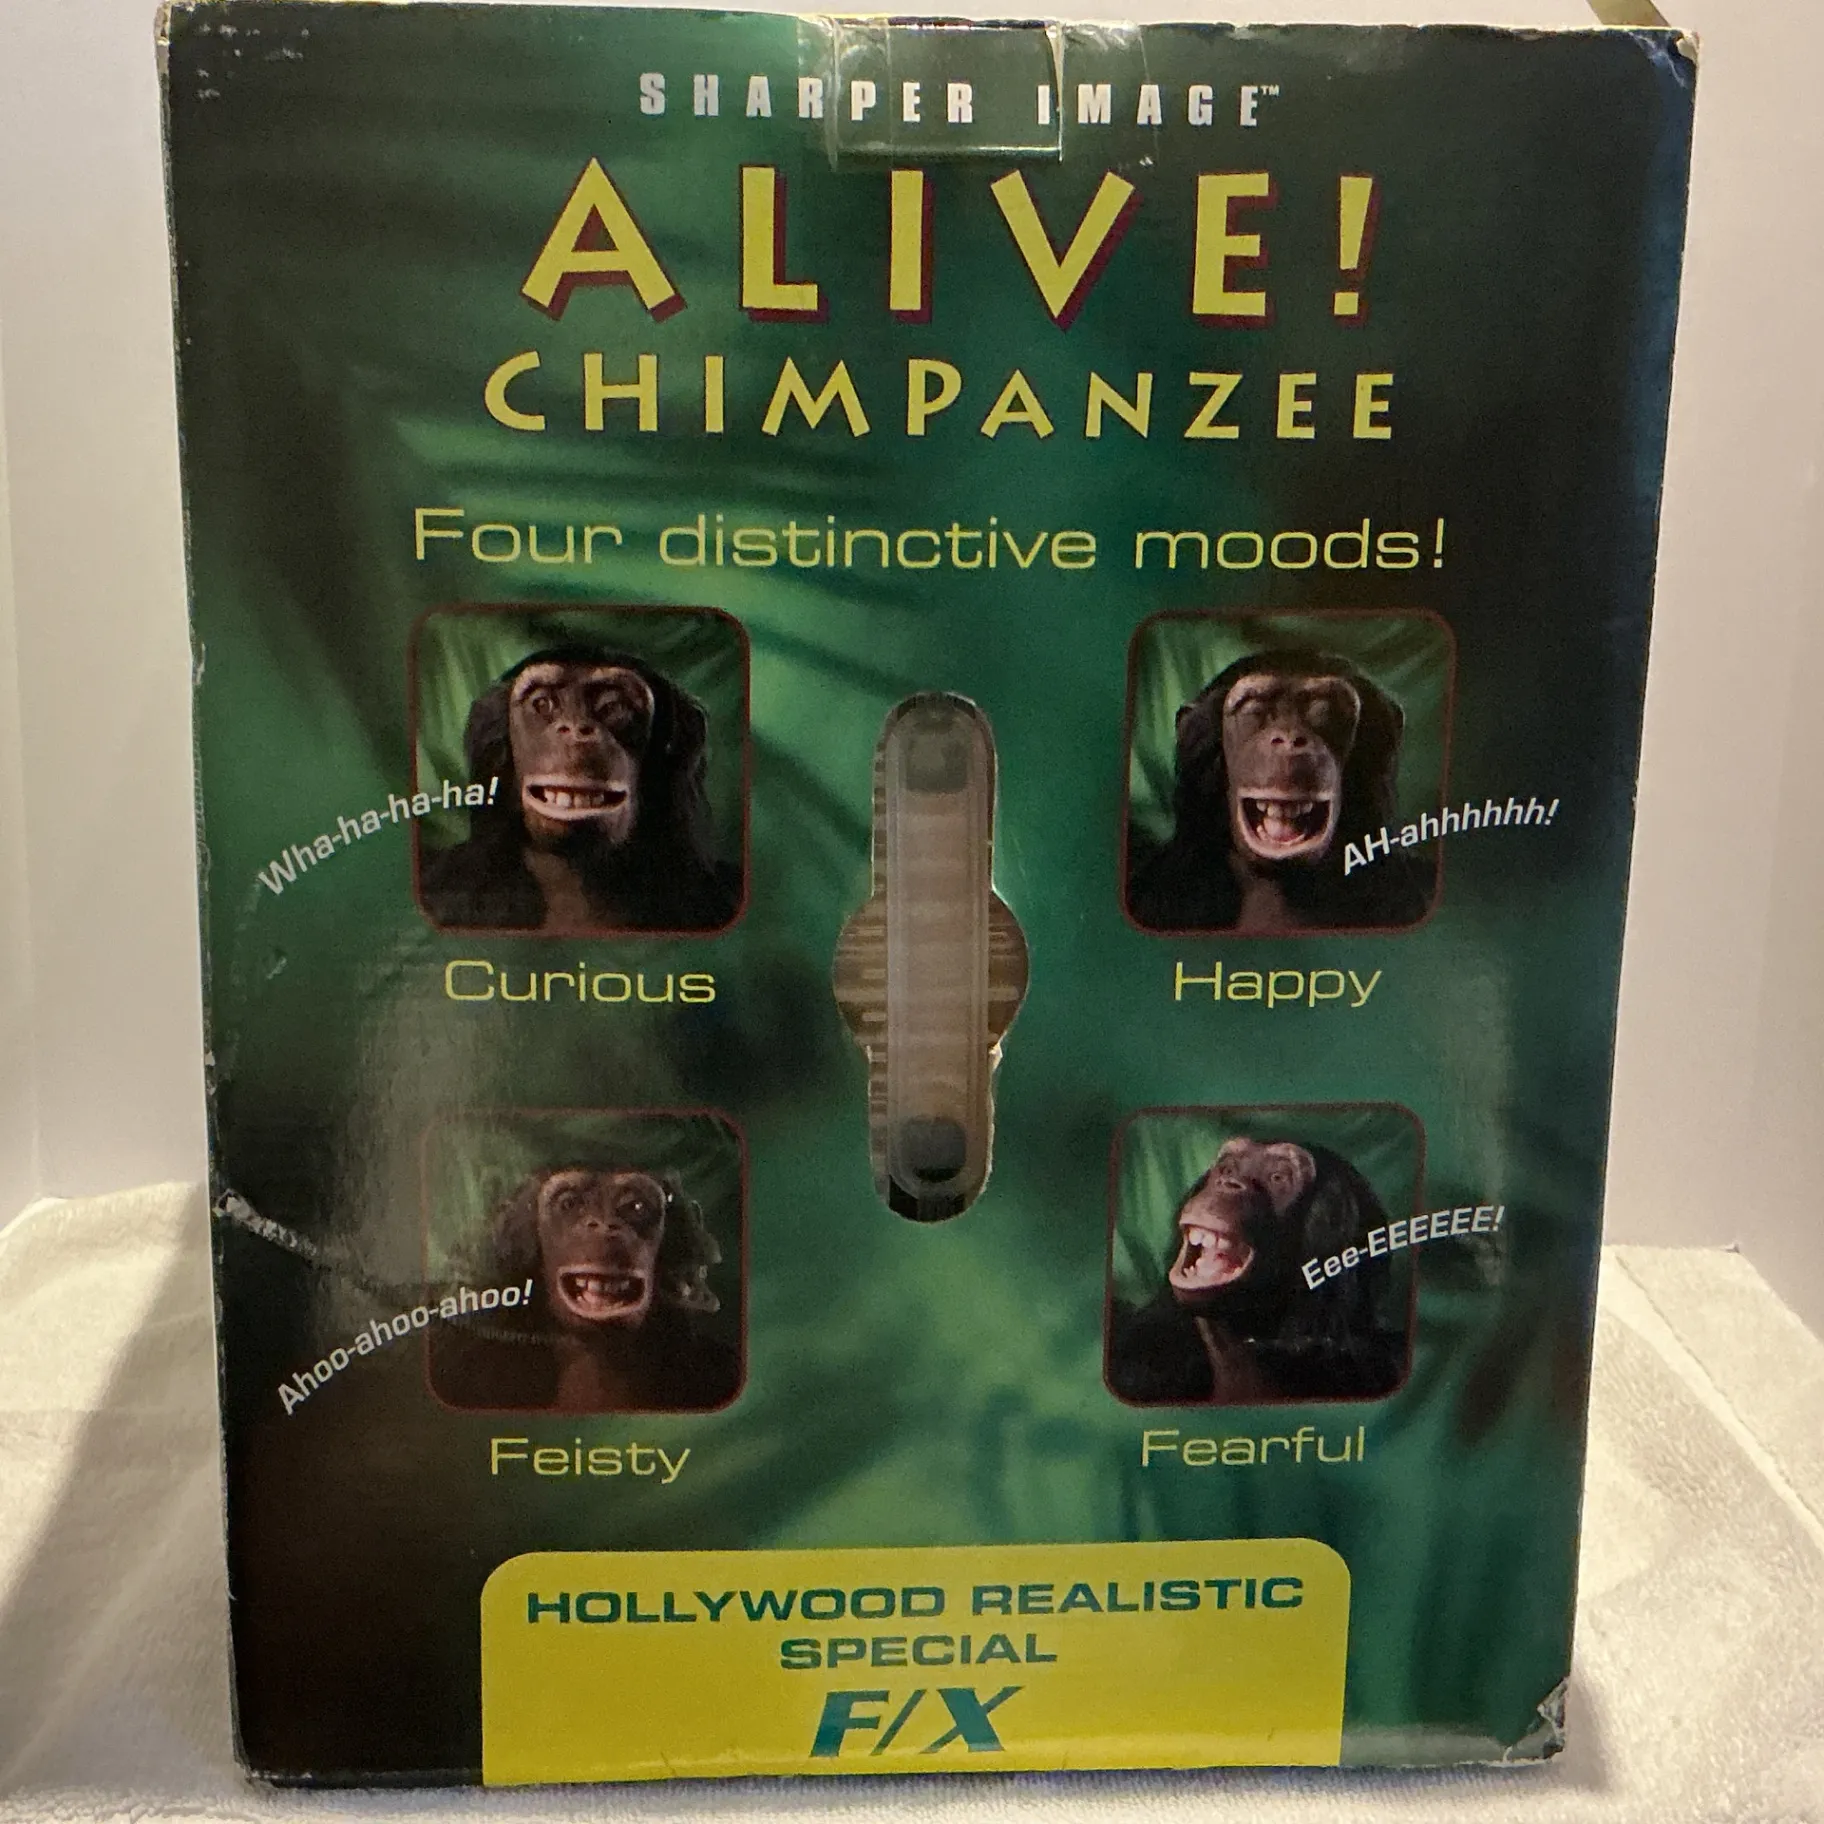 SHARPER IMAGE™
ALIVE!
CHIMPANZEE
Four distinctive moods!
Wha-ha-ha-ha!
AH-ahhhhhh!
Curious
Happy
Ahoo-ahoo-ahoo!
Eee-EEEEEE!
Feisty
Fearful
HOLLYWOOD REALISTIC
SPECIAL
F/X